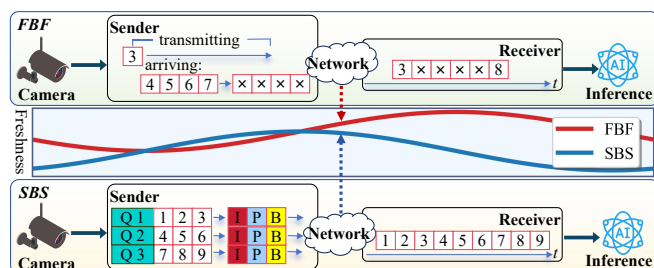 FBF
Sender
transmitting
3
arriving:
4 5 6 7 × × × ×
Camera
Network
Receiver
3 × × × × 8
t
AI
Inference
Freshness
FBF
SBS
SBS
Sender
Q 1 1 2 3 I P B
Q 2 4 5 6 I P B
Q 3 7 8 9 I P B
Camera
Network
Receiver
1 2 3 4 5 6 7 8 9
t
AI
Inference